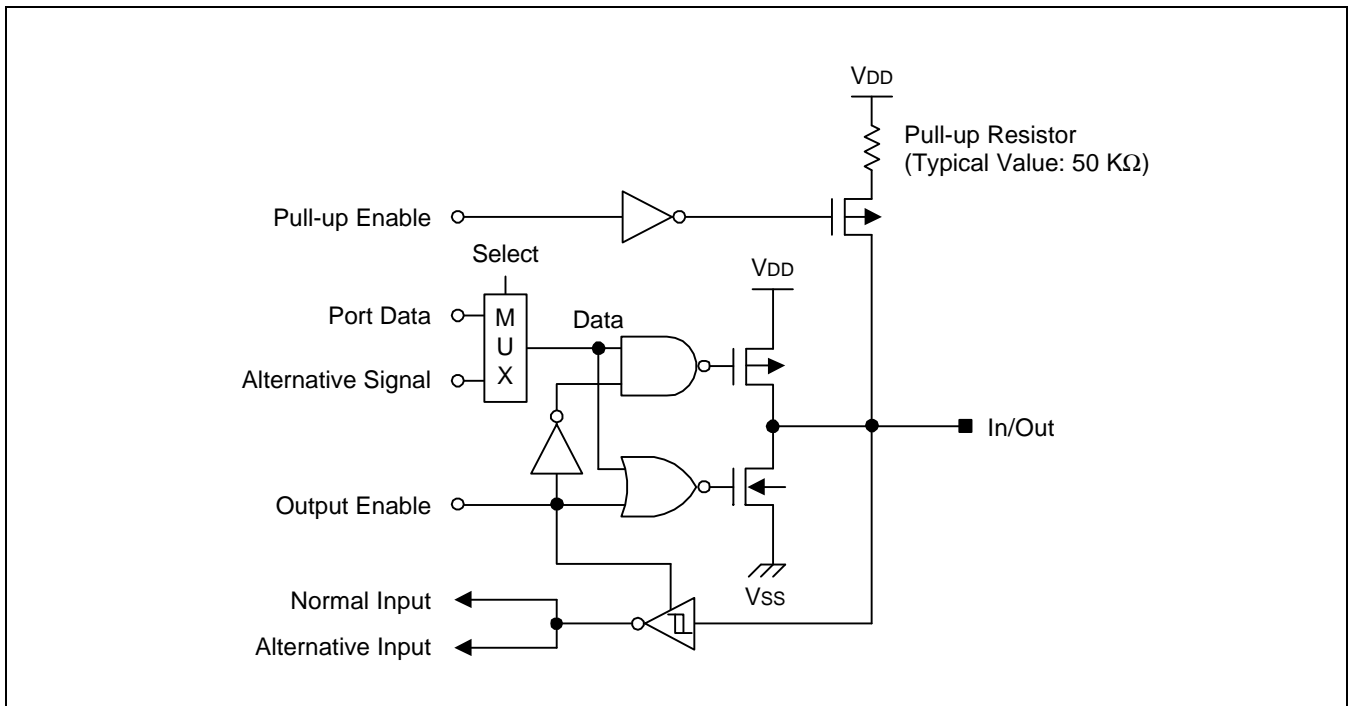 VDD
Pull-up Resistor
(Typical Value: 50 KΩ)
Pull-up Enable
Select
VDD
Port Data
M
U
X
Data
Alternative Signal
In/Out
Output Enable
VSS
Normal Input
Alternative Input